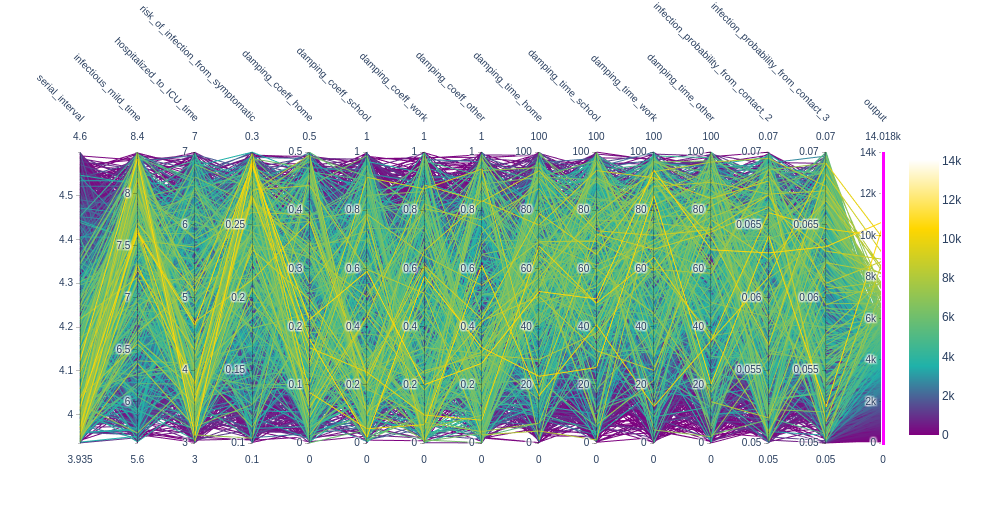 serial_interval
infectious_mild_time
hospitalized_to_ICU_time
risk_of_infection_from_symptomatic
damping_coeff_home
damping_coeff_school
damping_coeff_work
damping_coeff_other
damping_time_home
damping_time_school
damping_time_work
damping_time_other
infection_probability_from_contact_2
infection_probability_from_contact_3
output
4.6 8.4 7 0.3 0.5 1 1 1 100 100 100 100 0.07 0.07 14.018k
4.5
4.4
4.3
4.2
4.1
4
8
7.5
7
6.5
6
7
6
5
4
3
0.25
0.2
0.15
0.1
0.5
0.4
0.3
0.2
0.1
0
1
0.8
0.6
0.4
0.2
0
1
0.8
0.6
0.4
0.2
0
1
0.8
0.6
0.4
0.2
0
100
80
60
40
20
0
100
80
60
40
20
0
100
80
60
40
20
0
100
80
60
40
20
0
0.07
0.065
0.06
0.055
0.05
0.07
0.065
0.06
0.055
0.05
14k
12k
10k
8k
6k
4k
2k
0
3.935 5.6 3 0.1 0 0 0 0 0 0 0 0 0.05 0.05 0
14k
12k
10k
8k
6k
4k
2k
0